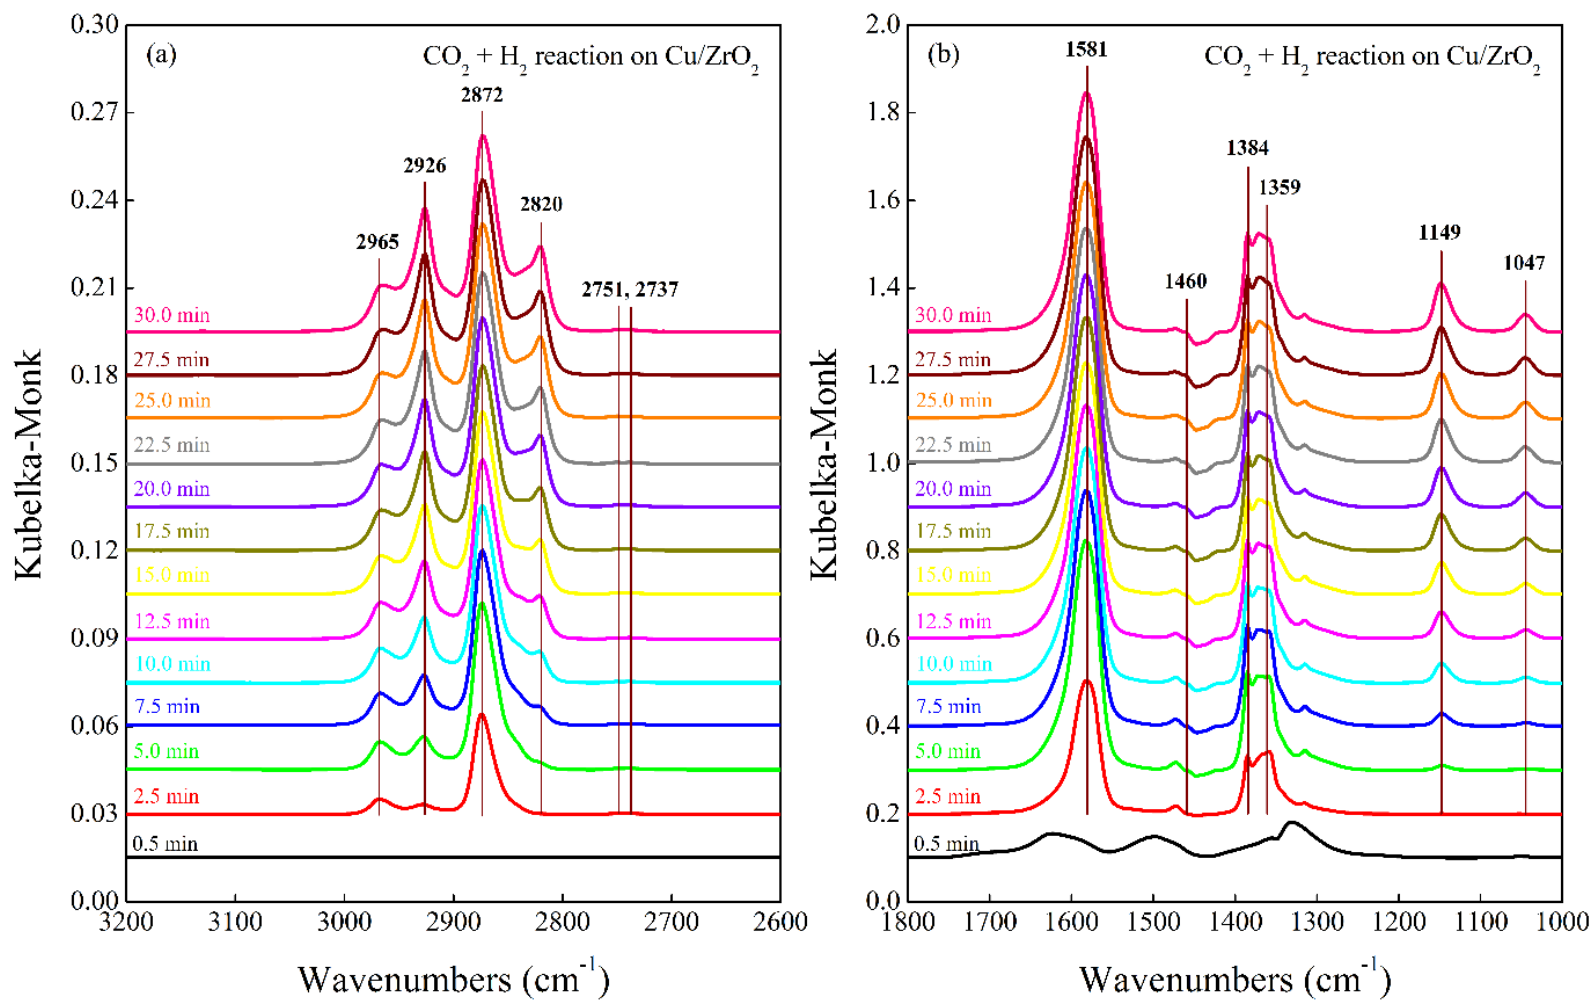 (a)
CO₂ + H₂ reaction on Cu/ZrO₂
2965
2926
2872
2820
2751, 2737
Kubelka-Monk
0.30
0.27
0.24
0.21
0.18
0.15
0.12
0.09
0.06
0.03
0.00
30.0 min
27.5 min
25.0 min
22.5 min
20.0 min
17.5 min
15.0 min
12.5 min
10.0 min
7.5 min
5.0 min
2.5 min
0.5 min
3200 3100 3000 2900 2800 2700 2600
Wavenumbers (cm⁻¹)
(b)
CO₂ + H₂ reaction on Cu/ZrO₂
1581
1460
1384
1359
1149
1047
Kubelka-Monk
2.0
1.8
1.6
1.4
1.2
1.0
0.8
0.6
0.4
0.2
0.0
30.0 min
27.5 min
25.0 min
22.5 min
20.0 min
17.5 min
15.0 min
12.5 min
10.0 min
7.5 min
5.0 min
2.5 min
0.5 min
1800 1700 1600 1500 1400 1300 1200 1100 1000
Wavenumbers (cm⁻¹)